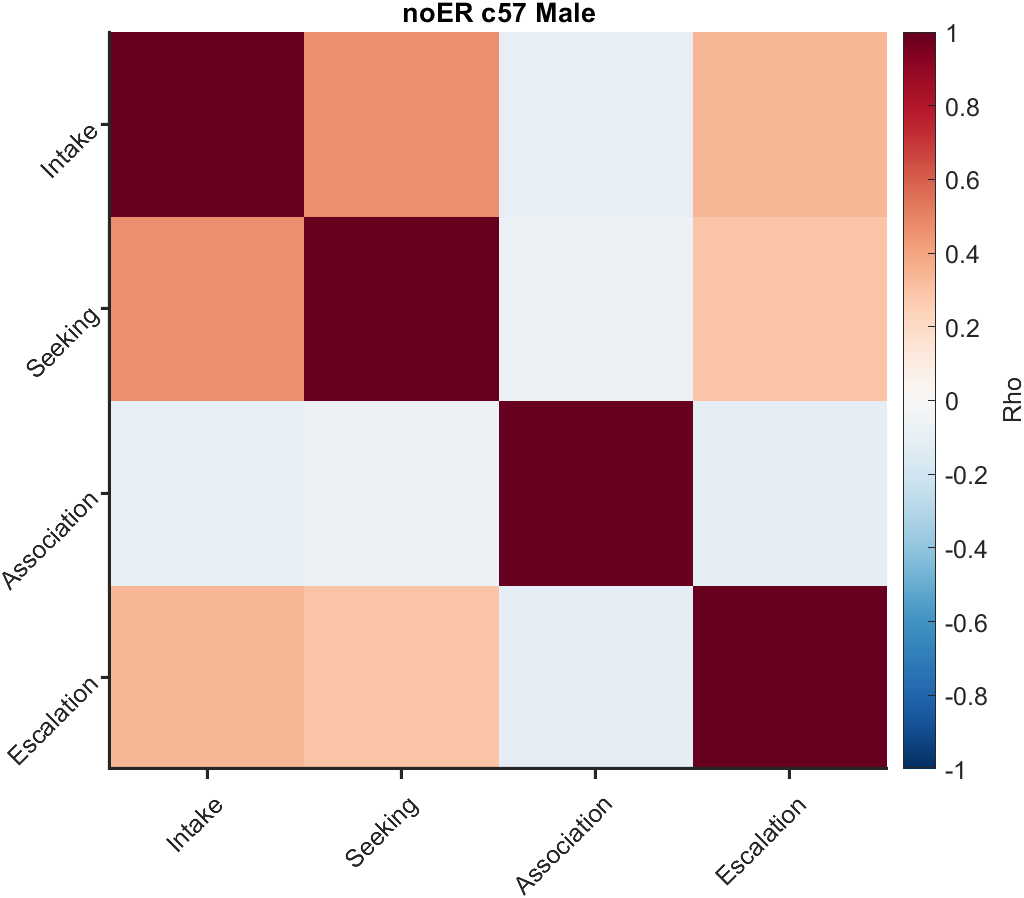 noER c57 Male
Intake
Seeking
Association
Escalation
Intake
Seeking
Association
Escalation
1
0.8
0.6
0.4
0.2
0
-0.2
-0.4
-0.6
-0.8
-1
Rho